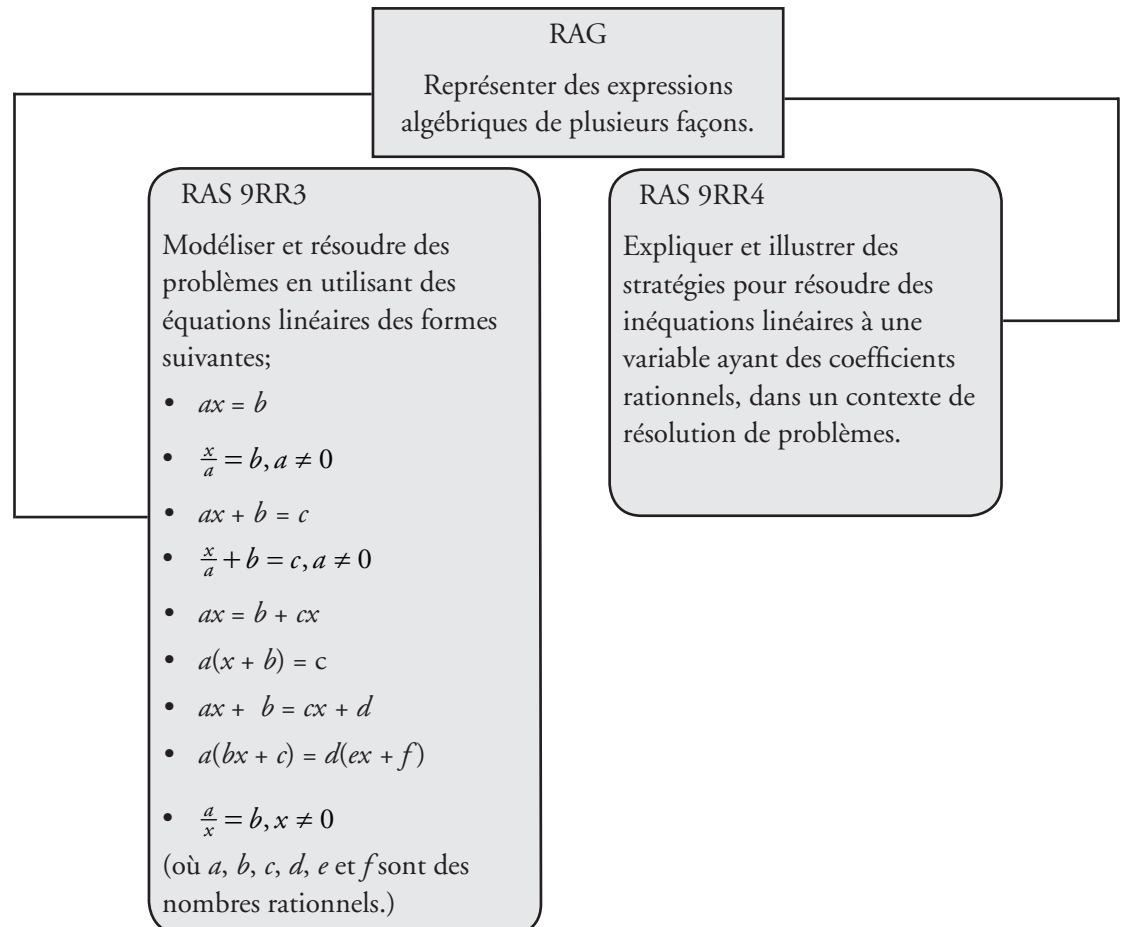 RAG
Représenter des expressions
algébriques de plusieurs façons.
RAS 9RR3
Modéliser et résoudre des
problèmes en utilisant des
équations linéaires des formes
suivantes;
• ax = b
• x/a = b, a ≠ 0
• ax + b = c
• x/a + b = c, a ≠ 0
• ax = b + cx
• a(x + b) = c
• ax + b = cx + d
• a(bx + c) = d(ex + f)
• a/x = b, x ≠ 0
(où a, b, c, d, e et f sont des
nombres rationnels.)
RAS 9RR4
Expliquer et illustrer des
stratégies pour résoudre des
inéquations linéaires à une
variable ayant des coefficients
rationnels, dans un contexte de
résolution de problèmes.